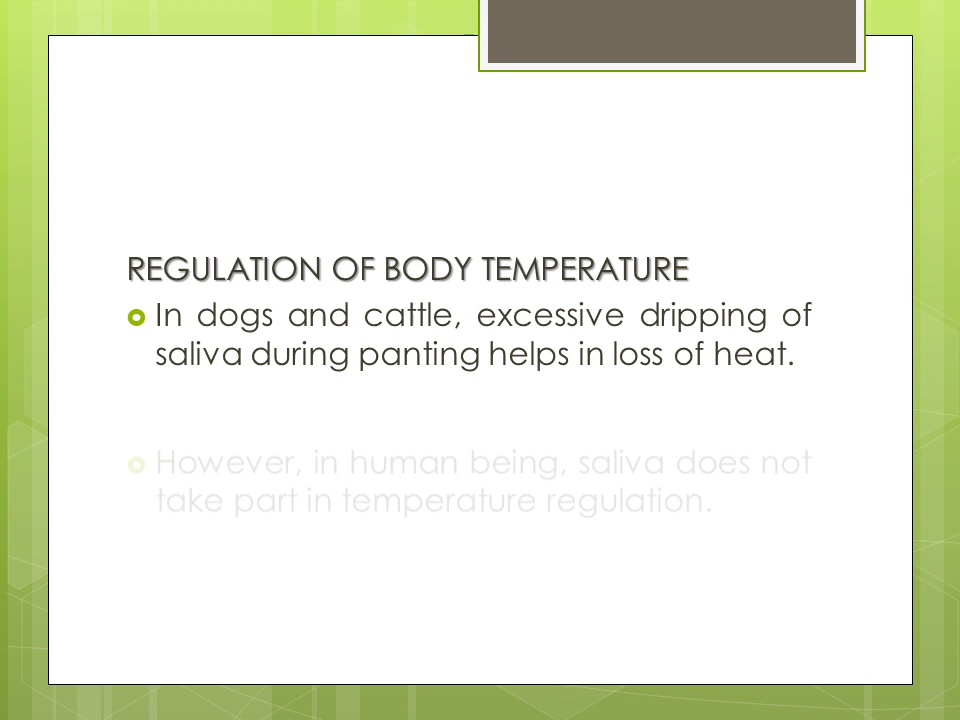 REGULATION OF BODY TEMPERATURE
In dogs and cattle, excessive dripping of
saliva during panting helps in loss of heat.
However, in human being, saliva does not
take part in temperature regulation.